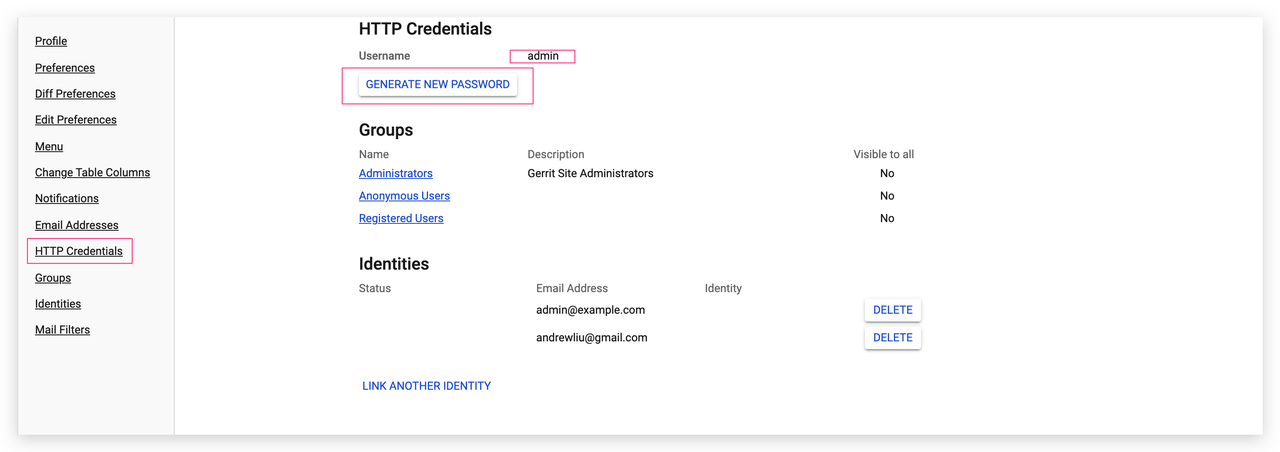 Profile
Preferences
Diff Preferences
Edit Preferences
Menu
Change Table Columns
Notifications
Email Addresses
HTTP Credentials
Groups
Identities
Mail Filters
HTTP Credentials
Username admin
GENERATE NEW PASSWORD
Groups
Name Description Visible to all
Administrators Gerrit Site Administrators No
Anonymous Users No
Registered Users No
Identities
Status Email Address Identity
admin@example.com DELETE
andrewliu@gmail.com DELETE
LINK ANOTHER IDENTITY